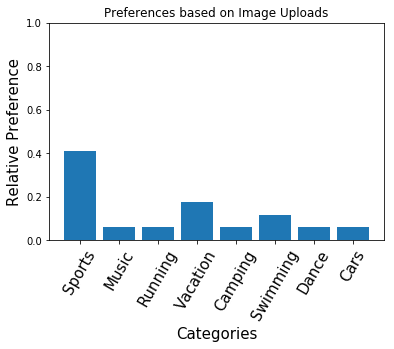 Preferences based on Image Uploads
Relative Preference
1.0
0.8
0.6
0.4
0.2
0.0
Sports
Music
Running
Vacation
Camping
Swimming
Dance
Cars
Categories